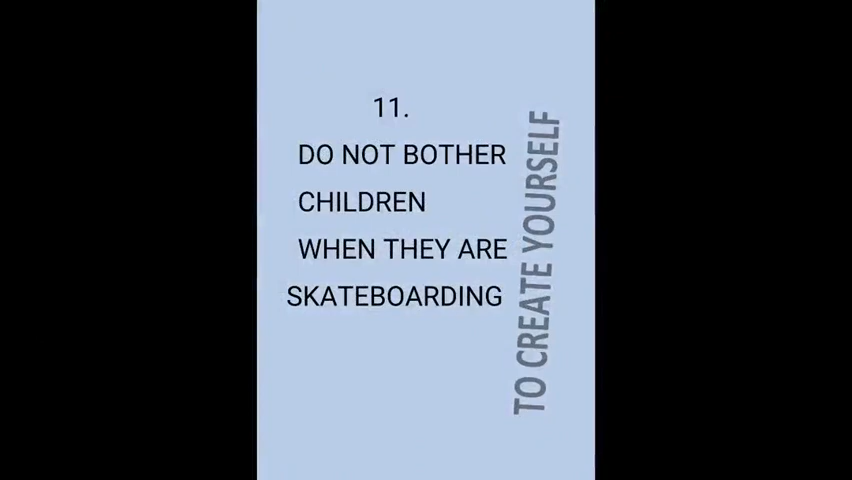 11.
DO NOT BOTHER
CHILDREN
WHEN THEY ARE
SKATEBOARDING
TO CREATE YOURSELF